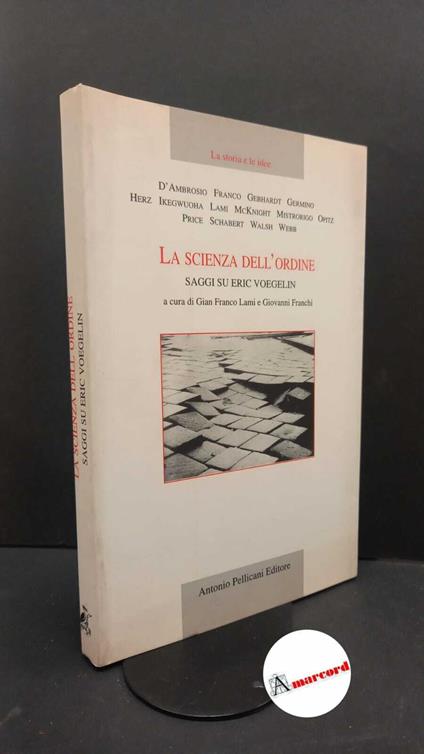 La storia e le idee
D'AMBROSIO FRANCO GEBHARDT GERMINO
HERZ IKEGWUOHA LAMI MCKNIGHT MISTRORIGO OPITZ
PRICE SCHABERT WALSH WEBB
LA SCIENZA DELL'ORDINE
SAGGI SU ERIC VOEGELIN
a cura di Gian Franco Lami e Giovanni Franchi
Antonio Pellicani Editore
LA SCIENZA DELL'ORDINE
SAGGI SU ERIC VOEGELIN
Amarcord